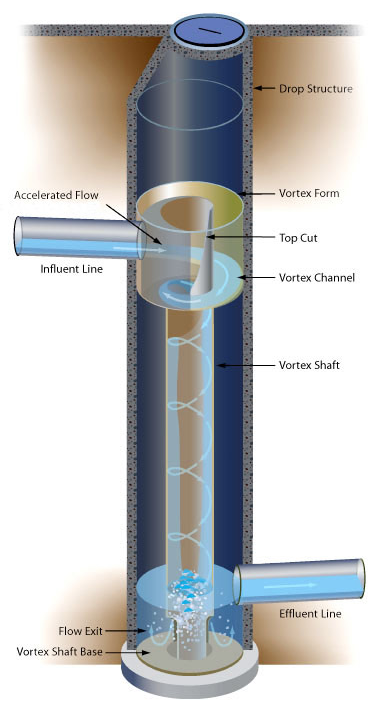 Drop Structure
Accelerated Flow
Vortex Form
Top Cut
Influent Line
Vortex Channel
Vortex Shaft
Effluent Line
Flow Exit
Vortex Shaft Base